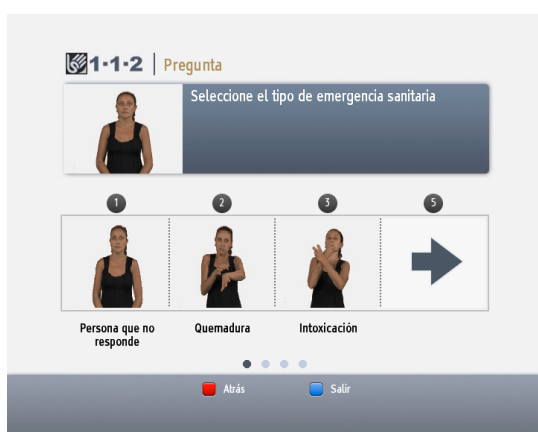 1·1·2 | Pregunta
Seleccione el tipo de emergencia sanitaria
1 2 3 5
Persona que no
responde
Quemadura
Intoxicación
Atrás Salir